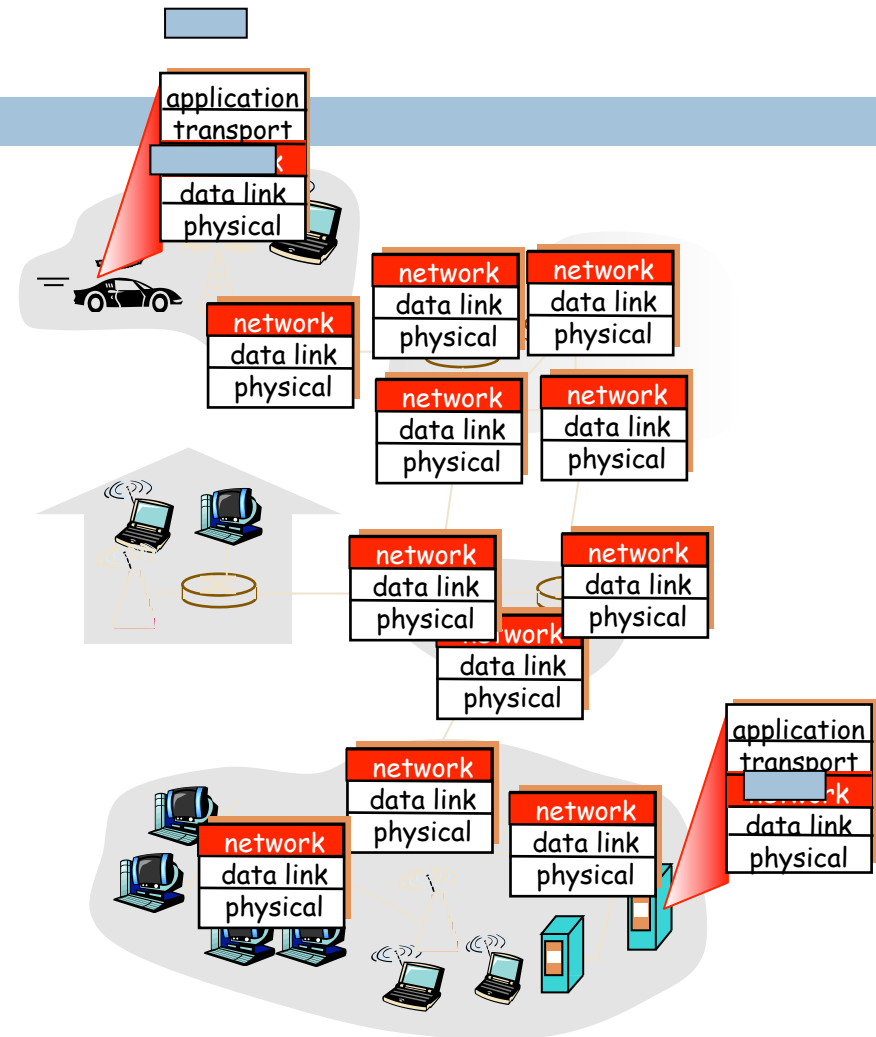 application
transport
k
data link
physical
network
data link
physical
network
data link
physical
network
data link
physical
network
data link
physical
network
data link
physical
network
data link
physical
network
data link
physical
network
data link
physical
application
transport
network
data link
physical
network
data link
physical
network
data link
physical
network
data link
physical